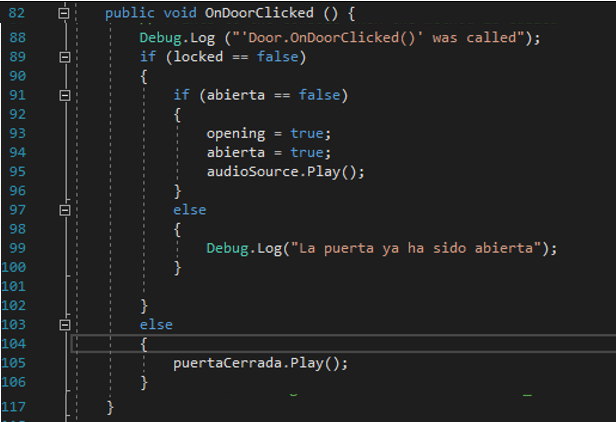 82 public void OnDoorClicked () {
88 Debug.Log ("'Door.OnDoorClicked()' was called");
89 if (locked == false)
90 {
91 if (abierta == false)
92 {
93 opening = true;
94 abierta = true;
95 audioSource.Play();
96 }
97 else
98 {
99 Debug.Log("La puerta ya ha sido abierta");
100 }
101
102 }
103 else
104 {
105 puertaCerrada.Play();
106 }
117 }